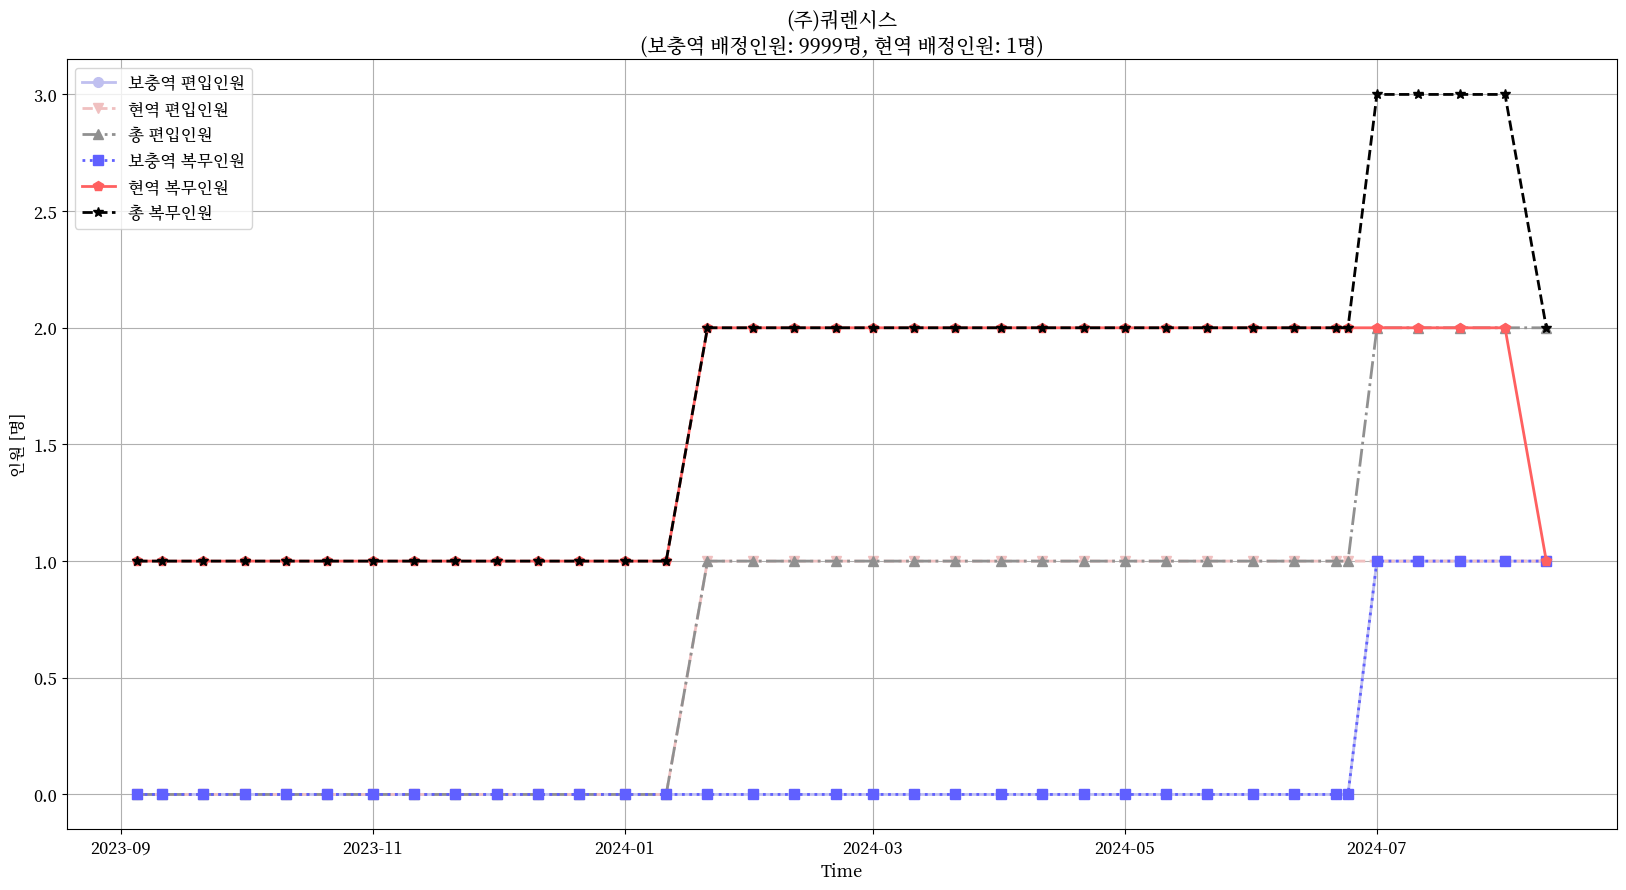 (주)쿼렌시스
(보충역 배정인원: 9999명, 현역 배정인원: 1명)
보충역 편입인원
현역 편입인원
총 편입인원
보충역 복무인원
현역 복무인원
총 복무인원
3.0
2.5
2.0
1.5
1.0
0.5
0.0
인원 [명]
2023-09
2023-11
2024-01
2024-03
2024-05
2024-07
Time